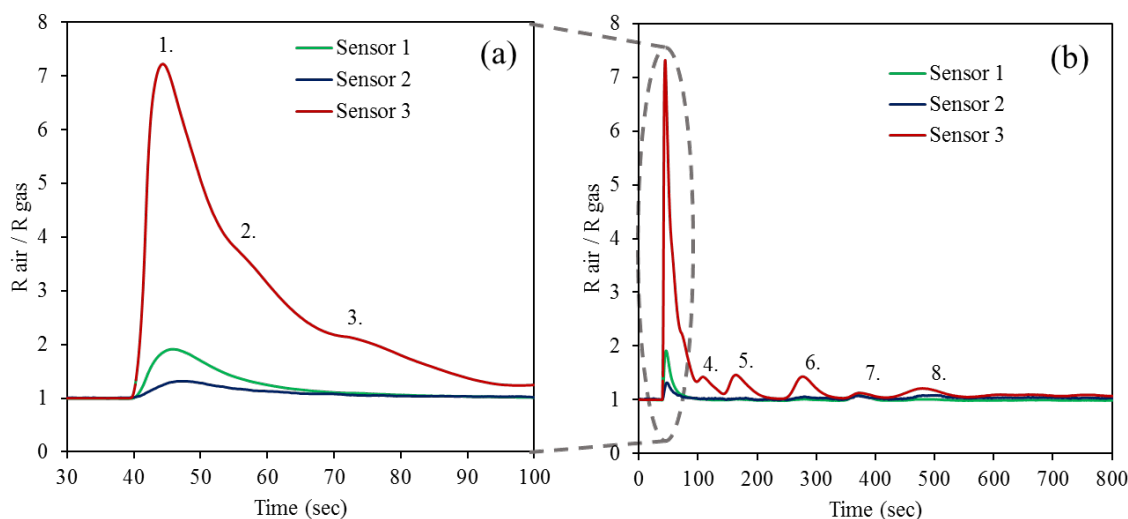 (a)
Sensor 1
Sensor 2
Sensor 3
1.
2.
3.
R air / R gas
8
7
6
5
4
3
2
1
0
30 40 50 60 70 80 90 100
Time (sec)
(b)
Sensor 1
Sensor 2
Sensor 3
4.
5.
6.
7.
8.
R air / R gas
8
7
6
5
4
3
2
1
0
0 100 200 300 400 500 600 700 800
Time (sec)